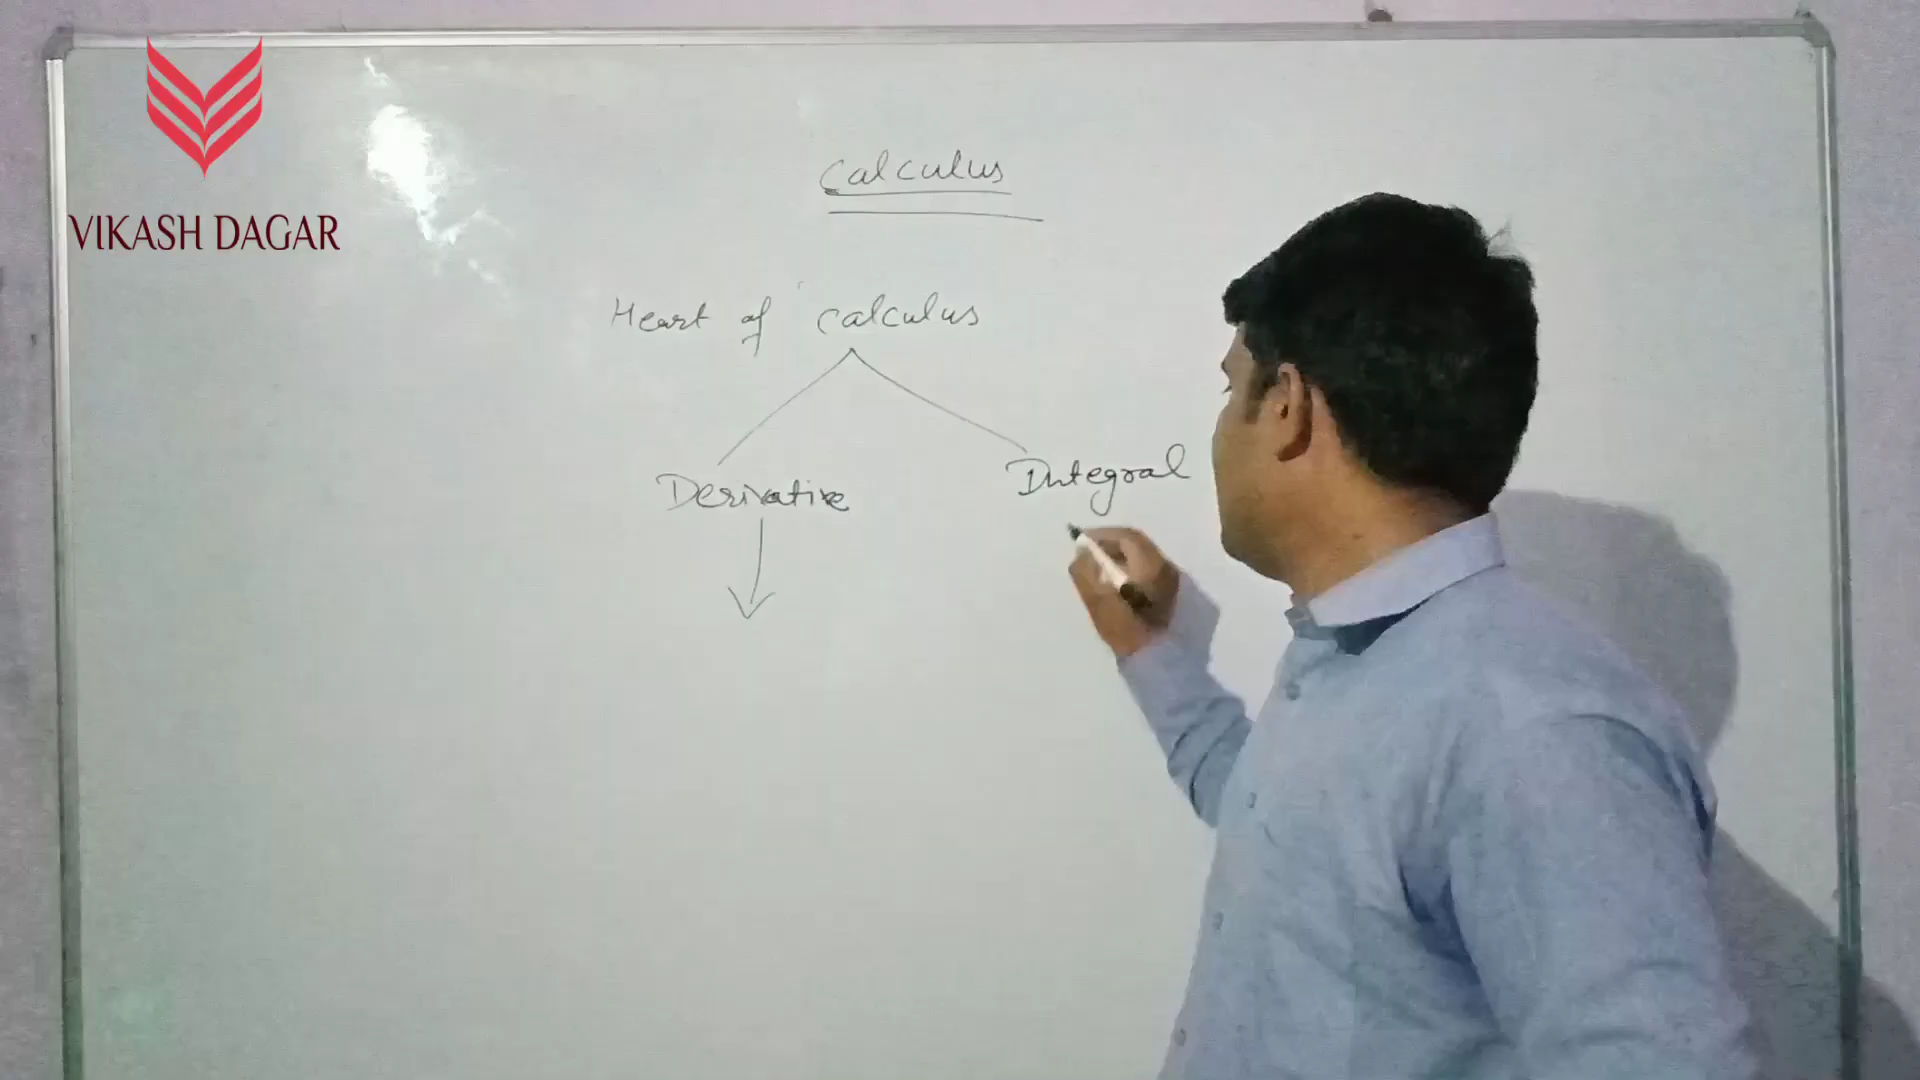 VIKASH DAGAR
Calculus
Heart of calculus
Derivative
Integral